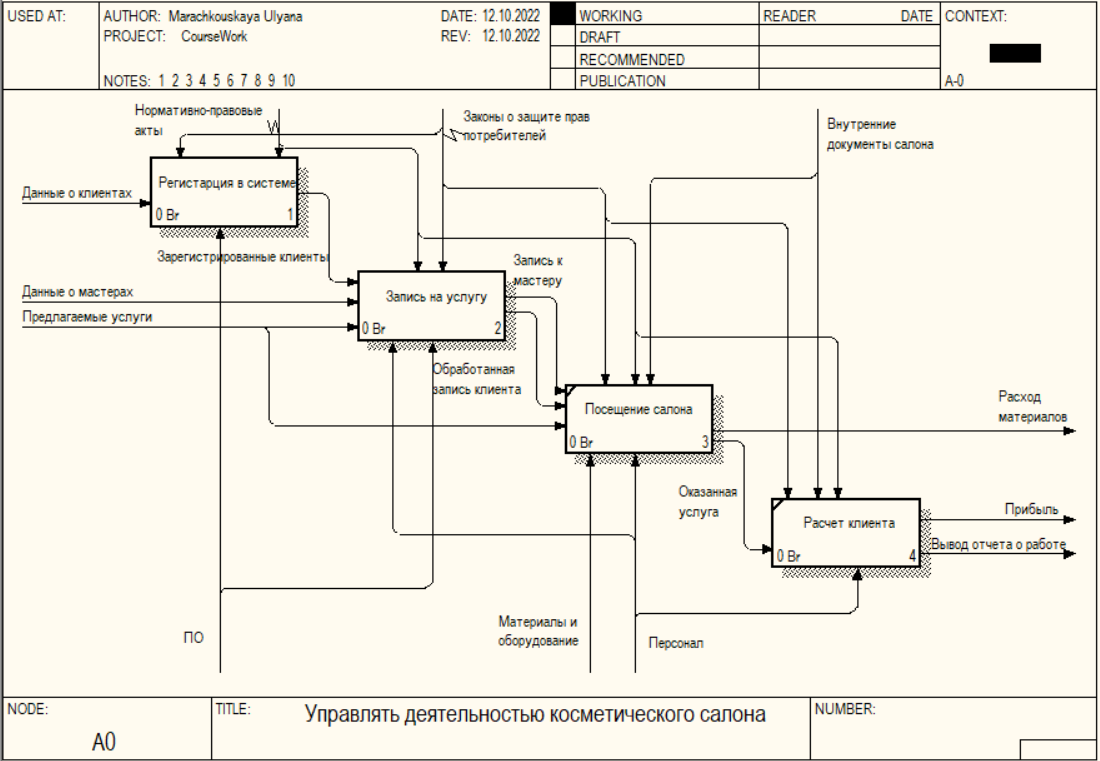 USED AT:
AUTHOR: Marachkouskaya Ulyana
DATE: 12.10.2022
PROJECT: CourseWork
REV: 12.10.2022
NOTES: 1 2 3 4 5 6 7 8 9 10
WORKING
DRAFT
RECOMMENDED
PUBLICATION
READER
DATE
CONTEXT:
A-0
Нормативно-правовые
акты
Законы о защите прав
потребителей
Внутренние
документы салона
Данные о клиентах
Регистарция в системе
0 Br
1
Зарегистрированные клиенты
Данные о мастерах
Предлагаемые услуги
Запись на услугу
0 Br
2
Запись к
мастеру
Обработанная
запись клиента
Посещение салона
0 Br
3
Расход
материалов
Оказанная
услуга
Расчет клиента
0 Br
4
Прибыль
Вывод отчета о работе
ПО
Материалы и
оборудование
Персонал
NODE:
A0
TITLE:
Управлять деятельностью косметического салона
NUMBER: